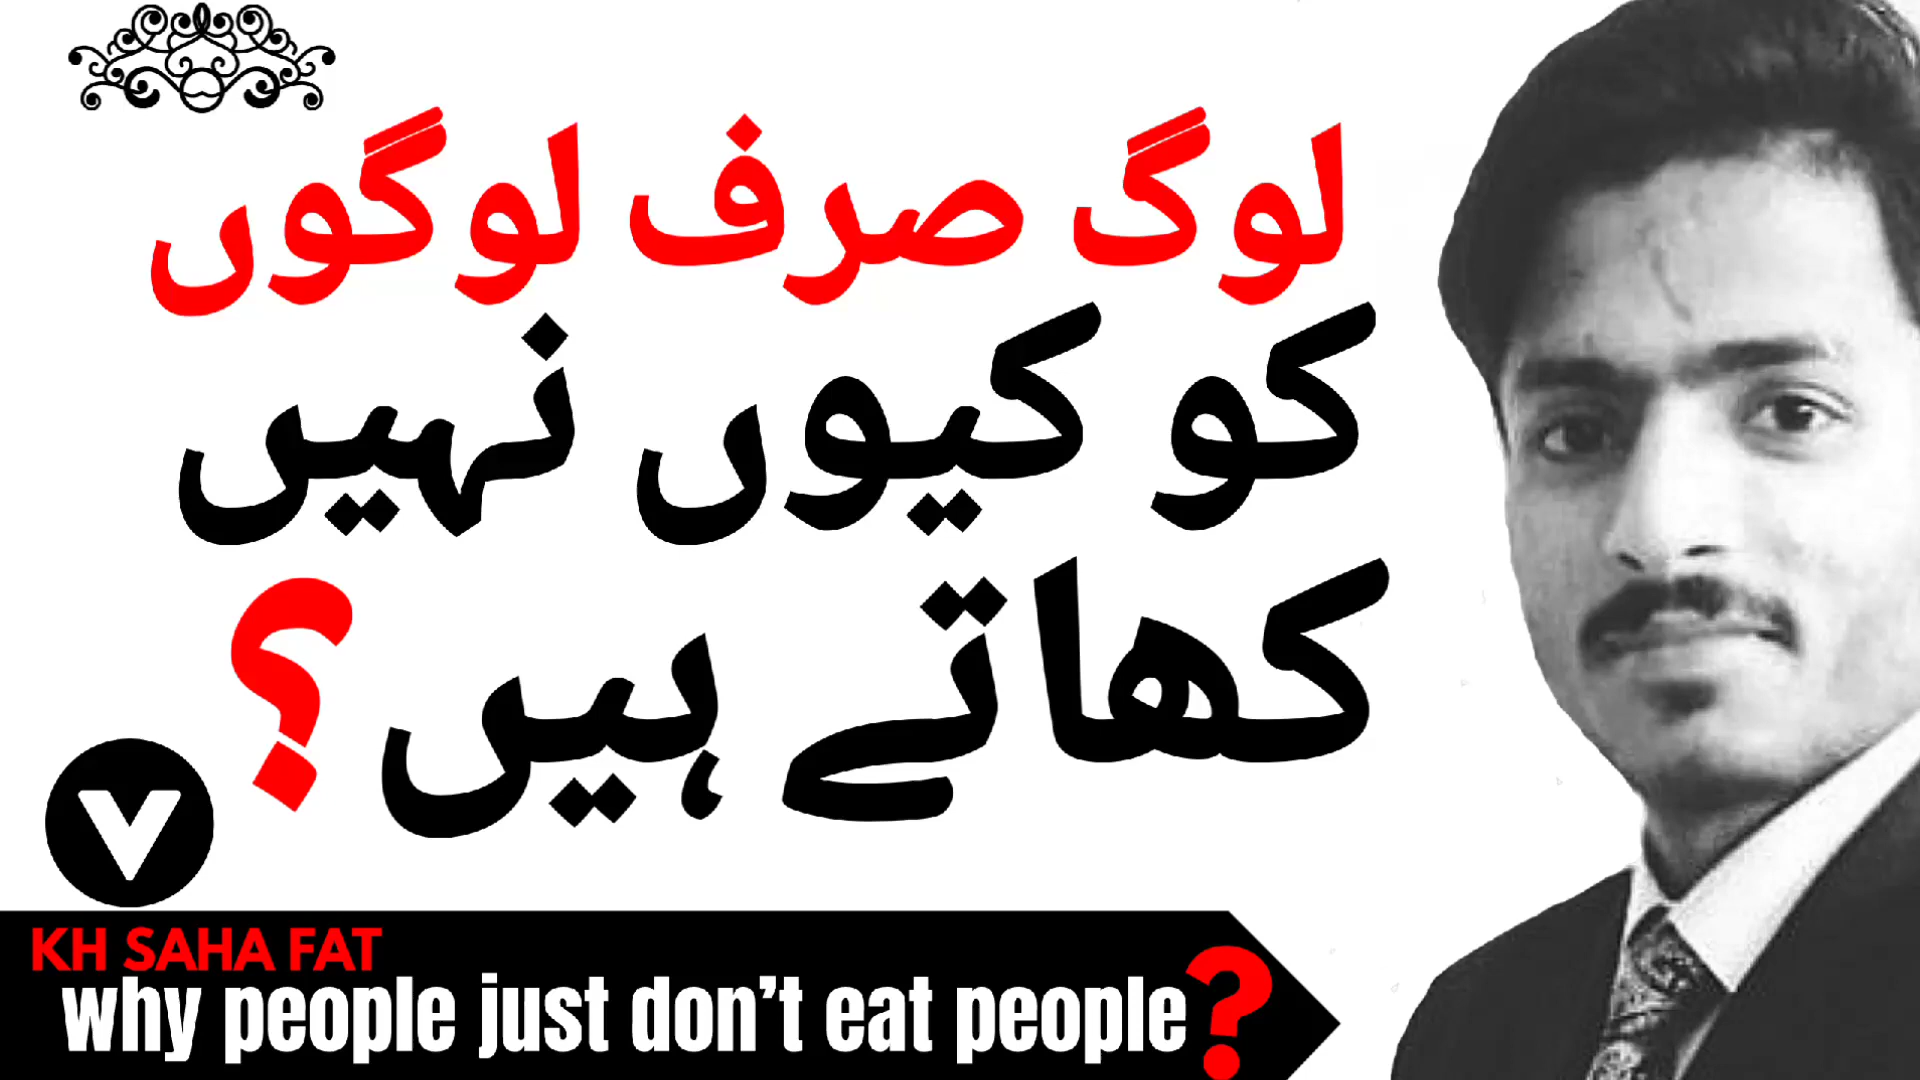 لوگ صرف لوگوں
کو کیوں نہیں
کھاتے ہیں؟
V
KH SAHA FAT
why people just don’t eat people?